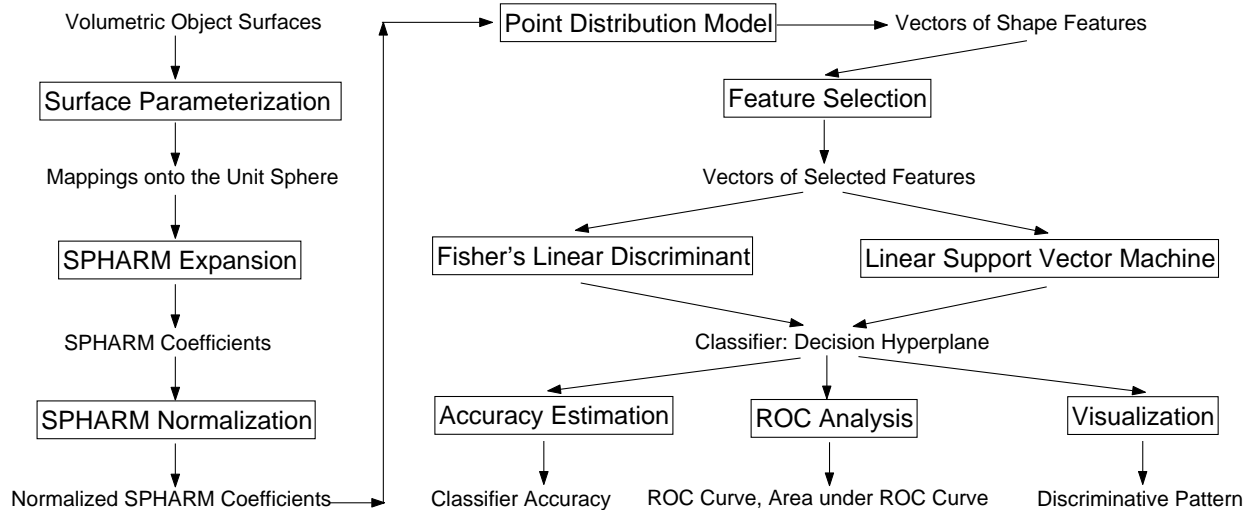 Volumetric Object Surfaces
Surface Parameterization
Mappings onto the Unit Sphere
SPHARM Expansion
SPHARM Coefficients
SPHARM Normalization
Normalized SPHARM Coefficients
Point Distribution Model
Vectors of Shape Features
Feature Selection
Vectors of Selected Features
Fisher's Linear Discriminant
Linear Support Vector Machine
Classifier: Decision Hyperplane
Accuracy Estimation
ROC Analysis
Visualization
Classifier Accuracy
ROC Curve, Area under ROC Curve
Discriminative Pattern